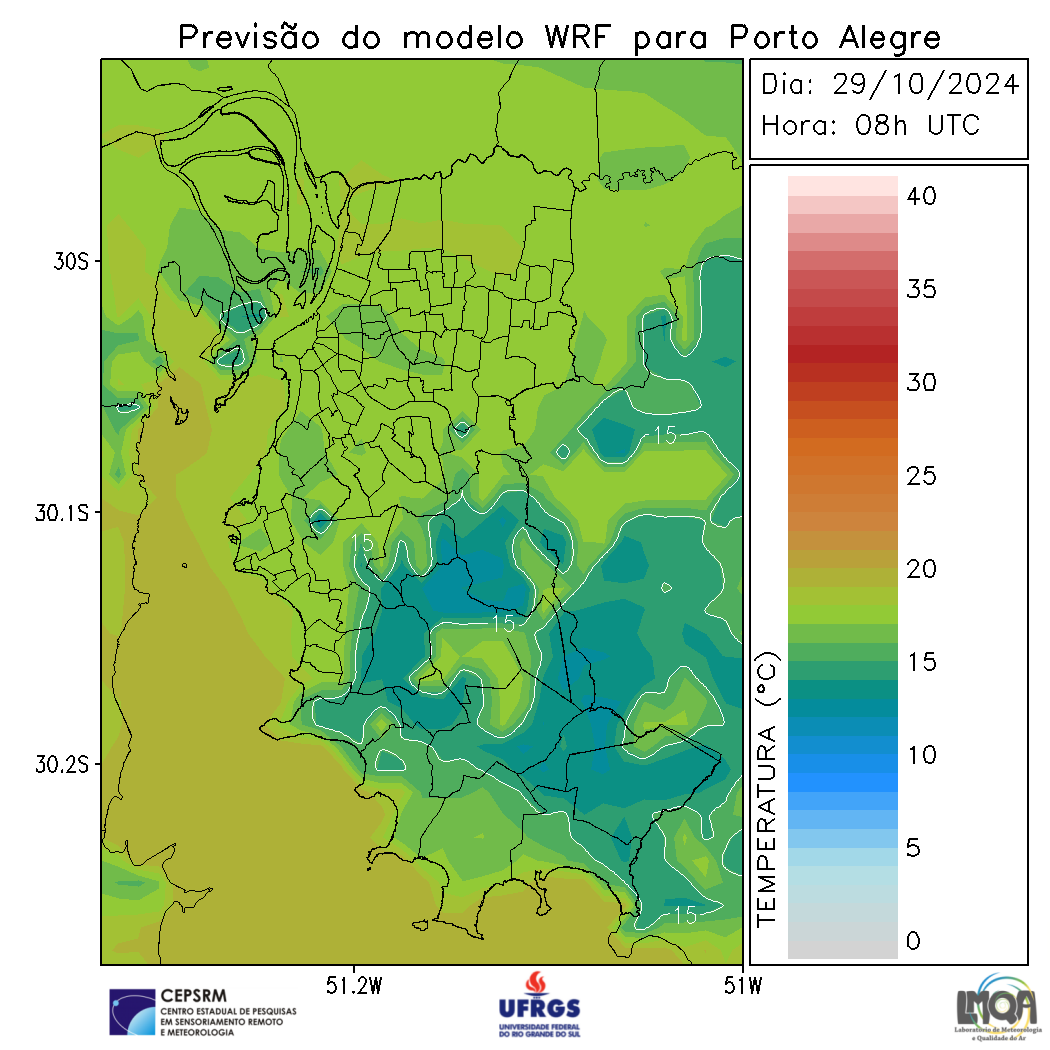 Previsão do modelo WRF para Porto Alegre
Dia: 29/10/2024
Hora: 08h UTC
40
35
30
25
20
15
10
5
0
TEMPERATURA (°C)
30S
30.1S
30.2S
51.2W
51W
15
15
15
15
CEPSRM
CENTRO ESTADUAL DE PESQUISAS
EM SENSORIAMENTO REMOTO
E METEOROLOGIA
UFRGS
UNIVERSIDADE FEDERAL
DO RIO GRANDE DO SUL
LMQA
Laboratório de Meteorologia
e Qualidade do Ar